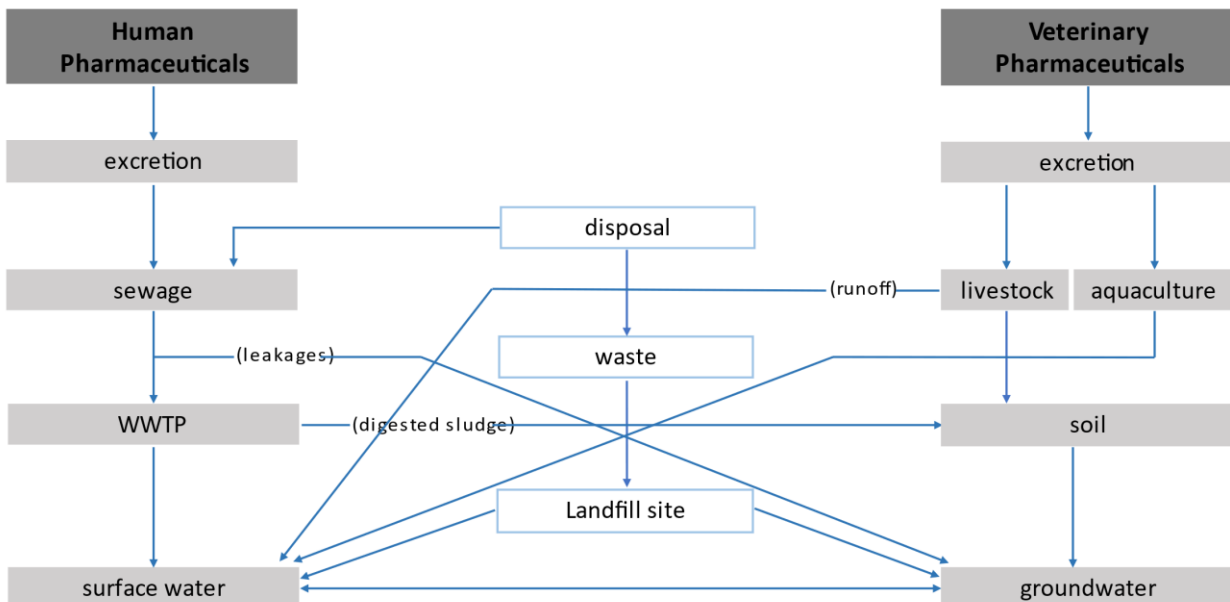 Human
Pharmaceuticals
Veterinary
Pharmaceuticals
excretion
excretion
disposal
sewage
(runoff)
livestock
aquaculture
(leakages)
waste
WWTP
(digested sludge)
soil
Landfill site
surface water
groundwater